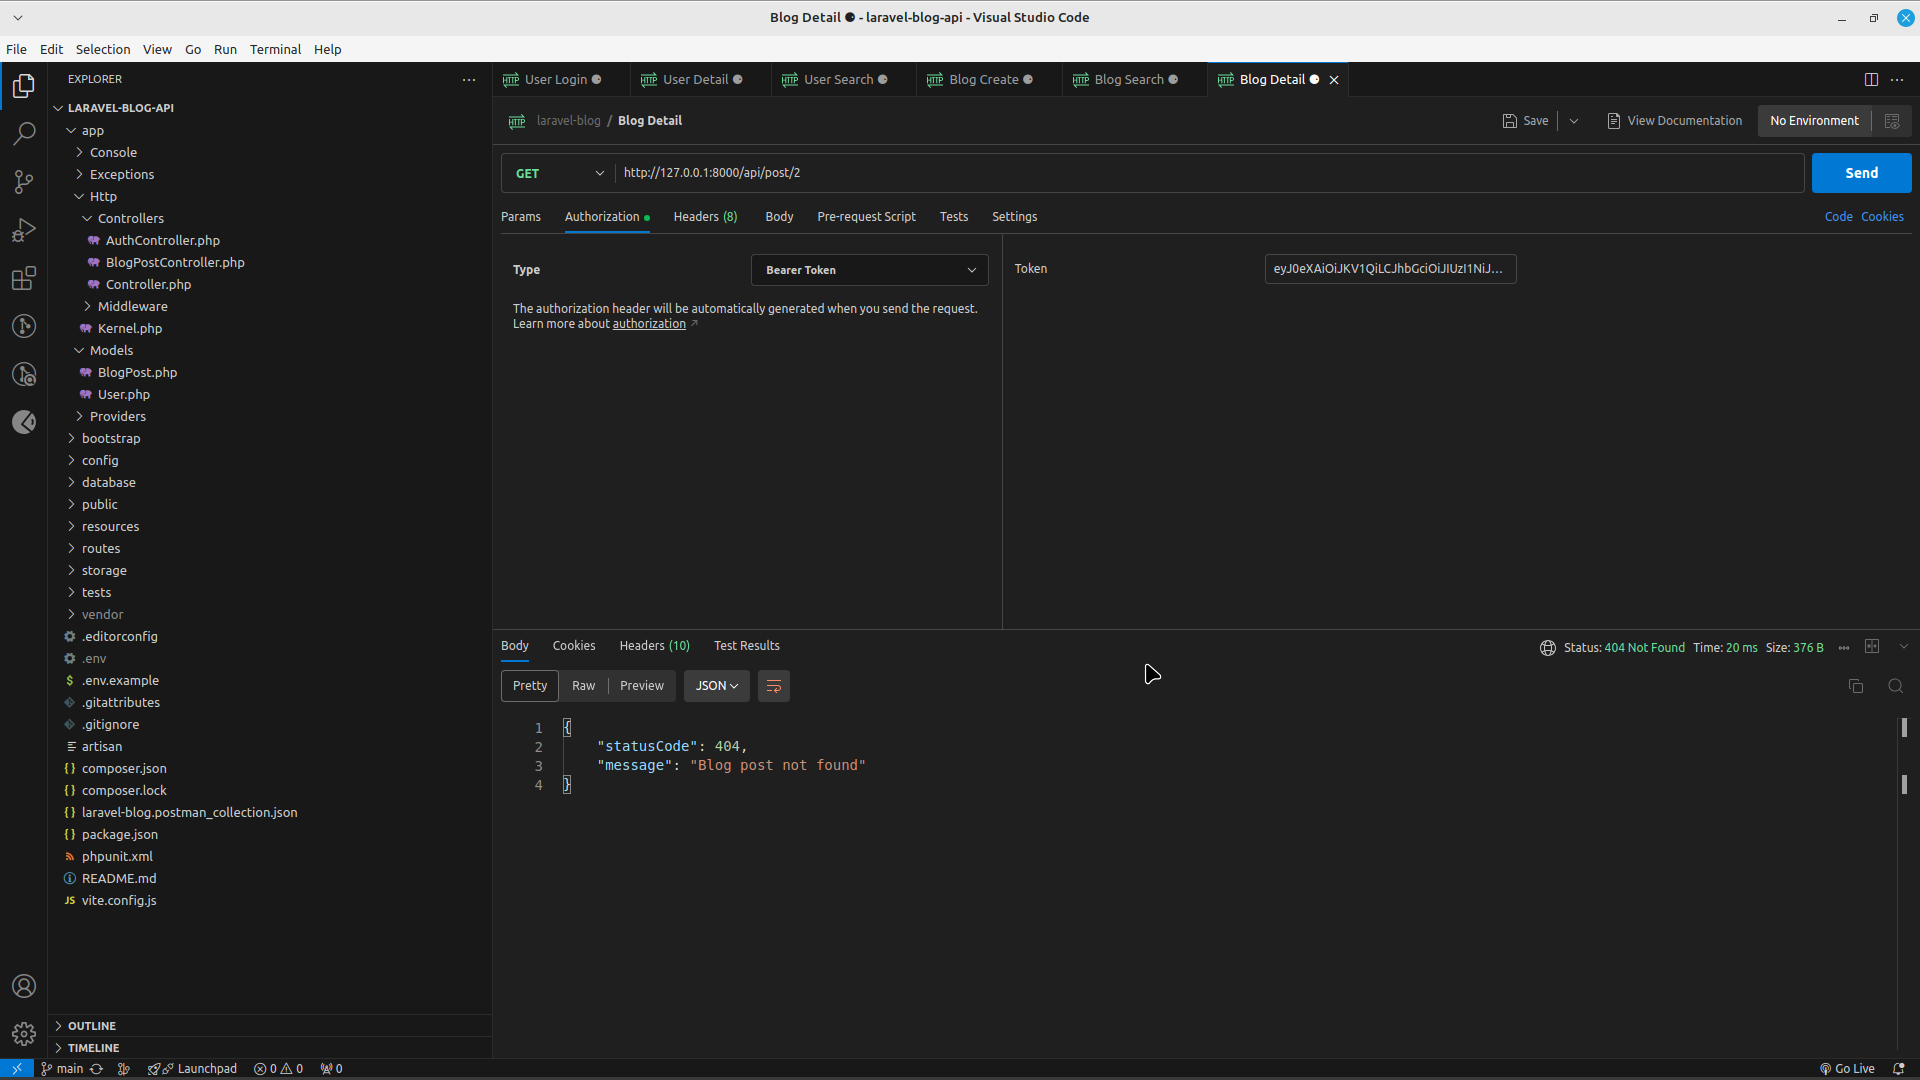 Blog Detail ● - laravel-blog-api - Visual Studio Code
File Edit Selection View Go Run Terminal Help
EXPLORER
LARAVEL-BLOG-API
app
Console
Exceptions
Http
Controllers
AuthController.php
BlogPostController.php
Controller.php
Middleware
Kernel.php
Models
BlogPost.php
User.php
Providers
bootstrap
config
database
public
resources
routes
storage
tests
vendor
.editorconfig
.env
.env.example
.gitattributes
.gitignore
artisan
composer.json
composer.lock
laravel-blog.postman_collection.json
package.json
phpunit.xml
README.md
vite.config.js
OUTLINE
TIMELINE
User Login User Detail User Search Blog Create Blog Search Blog Detail
laravel-blog / Blog Detail
Save View Documentation No Environment
GET http://127.0.0.1:8000/api/post/2 Send
Params Authorization Headers (8) Body Pre-request Script Tests Settings Code Cookies
Type Bearer Token
The authorization header will be automatically generated when you send the request.
Learn more about authorization
Token eyJ0eXAiOiJKV1QiLCJhbGciOiJIUzI1NiJ...
Body Cookies Headers (10) Test Results Status: 404 Not Found Time: 20 ms Size: 376 B
Pretty Raw Preview JSON
1 {
2 "statusCode": 404,
3 "message": "Blog post not found"
4 }
main Launchpad 0 0 0 Go Live